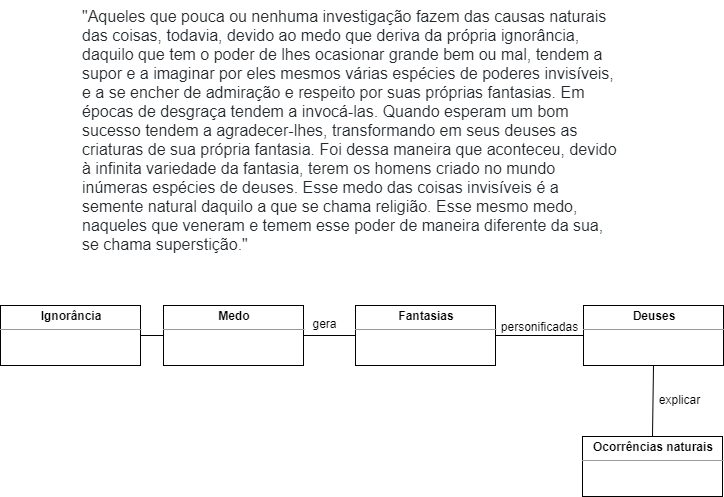 "Aqueles que pouca ou nenhuma investigação fazem das causas naturais
das coisas, todavia, devido ao medo que deriva da própria ignorância,
daquilo que tem o poder de lhes ocasionar grande bem ou mal, tendem a
supor e a imaginar por eles mesmos várias espécies de poderes invisíveis,
e a se encher de admiração e respeito por suas próprias fantasias. Em
épocas de desgraça tendem a invocá-las. Quando esperam um bom
sucesso tendem a agradecer-lhes, transformando em seus deuses as
criaturas de sua própria fantasia. Foi dessa maneira que aconteceu, devido
à infinita variedade da fantasia, terem os homens criado no mundo
inúmeras espécies de deuses. Esse medo das coisas invisíveis é a
semente natural daquilo a que se chama religião. Esse mesmo medo,
naqueles que veneram e temem esse poder de maneira diferente da sua,
se chama superstição."
Ignorância
Medo
gera
Fantasias
personificadas
Deuses
explicar
Ocorrências naturais